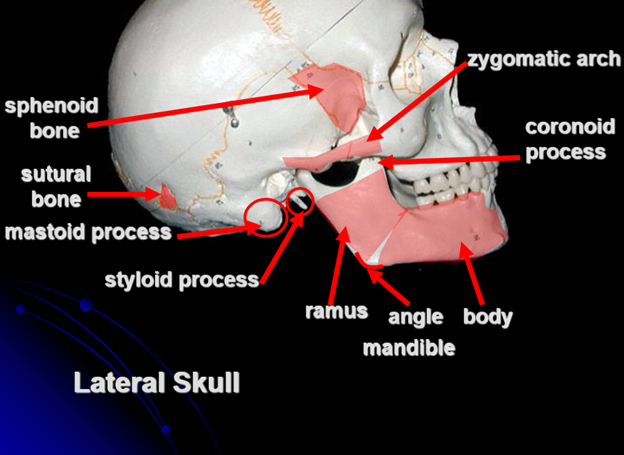 zygomatic arch
sphenoid
bone
coronoid
process
sutural
bone
mastoid process
styloid process
ramus
angle
body
mandible
Lateral Skull